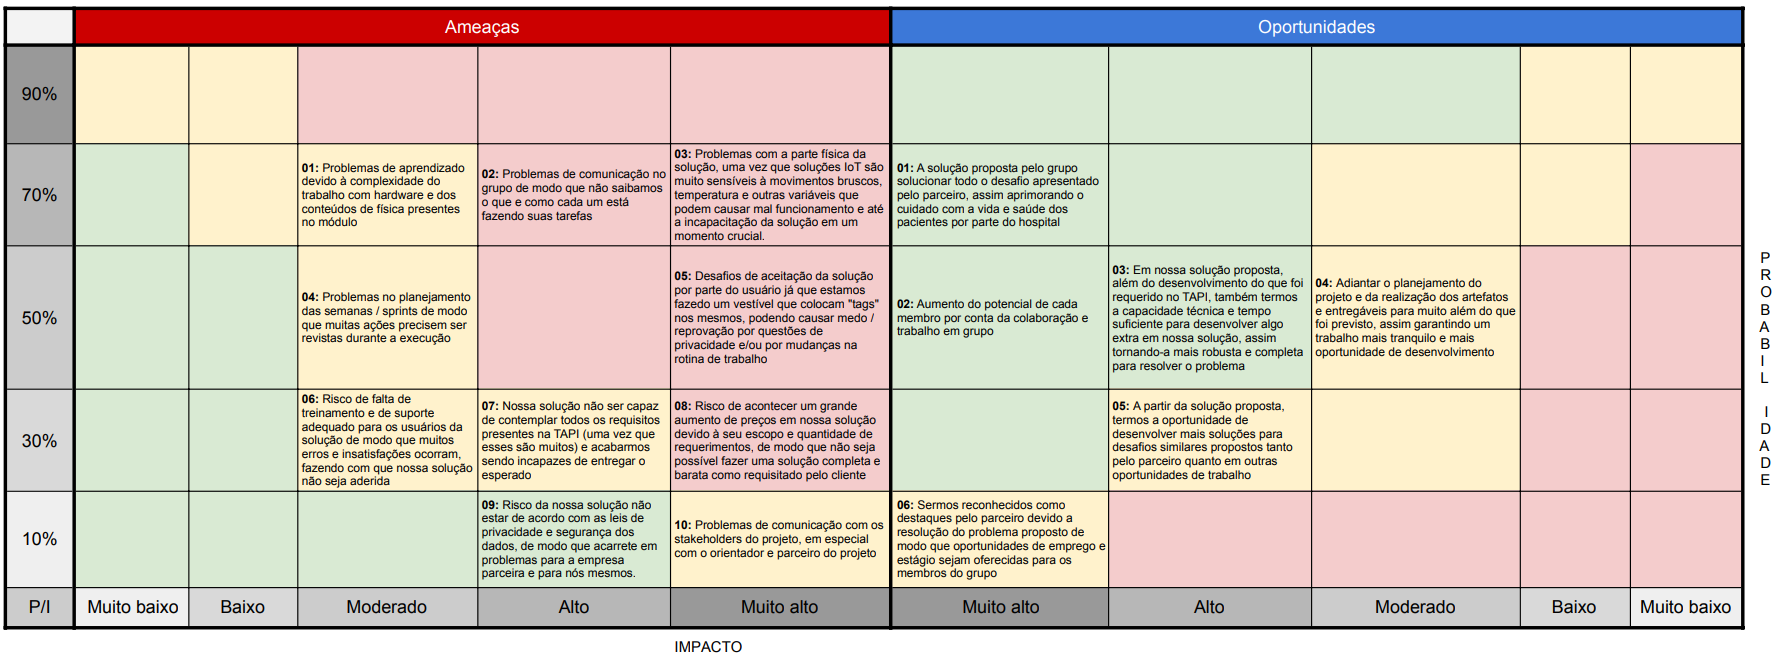 Ameaças
Oportunidades
90%
70%
01: Problemas de aprendizado
devido à complexidade do
trabalho com hardware e dos
conteúdos de física presentes
no módulo
02: Problemas de comunicação no
grupo de modo que não saibamos
o que e como cada um está
fazendo suas tarefas
03: Problemas com a parte física da
solução, uma vez que soluções IoT são
muito sensíveis à movimentos bruscos,
temperatura e outras variáveis que
podem causar mal funcionamento e até
a incapacitação da solução em um
momento crucial.
01: A solução proposta pelo grupo
solucionar todo o desafio apresentado
pelo parceiro, assim aprimorando o
cuidado com a vida e saúde dos
pacientes por parte do hospital
50%
04: Problemas no planejamento
das semanas / sprints de modo
que muitas ações precisem ser
revistas durante a execução
05: Desafios de aceitação da solução
por parte do usuário já que estamos
fazedo um vestível que colocam "tags"
nos mesmos, podendo causar medo /
reprovação por questões de
privacidade e/ou por mudanças na
rotina de trabalho
02: Aumento do potencial de cada
membro por conta da colaboração e
trabalho em grupo
03: Em nossa solução proposta,
além do desenvolvimento do que foi
requerido no TAPI, também termos
a capacidade técnica e tempo
suficiente para desenvolver algo
extra em nossa solução, assim
tornando-a mais robusta e completa
para resolver o problema
04: Adiantar o planejamento do
projeto e da realização dos artefatos
e entregáveis para muito além do que
foi previsto, assim garantindo um
trabalho mais tranquilo e mais
oportunidade de desenvolvimento
30%
06: Risco de falta de
treinamento e de suporte
adequado para os usuários da
solução de modo que muitos
erros e insatisfações ocorram,
fazendo com que nossa solução
não seja aderida
07: Nossa solução não ser capaz
de contemplar todos os requisitos
presentes na TAPI (uma vez que
esses são muitos) e acabamos
sendo incapazes de entregar o
esperado
08: Risco de acontecer um grande
aumento de preços em nossa solução
devido à seu escopo e quantidade de
requerimentos, de modo que não seja
possível fazer uma solução completa e
barata como requisitado pelo cliente
05: A partir da solução proposta,
termos a oportunidade de
desenvolver mais soluções para
desafios similares propostos tanto
pelo parceiro quanto em outras
oportunidades de trabalho
10%
09: Risco da nossa solução não
estar de acordo com as leis de
privacidade e segurança dos
dados, de modo que acarrete em
problemas para a empresa
parceira e para nós mesmos.
10: Problemas de comunicação com os
stakeholders do projeto, em especial
com o orientador e parceiro do projeto
06: Sermos reconhecidos como
destaques pelo parceiro devido a
resolução do problema proposto de
modo que oportunidades de emprego e
estágio sejam oferecidas para os
membros do grupo
P/I
Muito baixo
Baixo
Moderado
Alto
Muito alto
Muito alto
Alto
Moderado
Baixo
Muito baixo
IMPACTO
PROBABIL IDADE